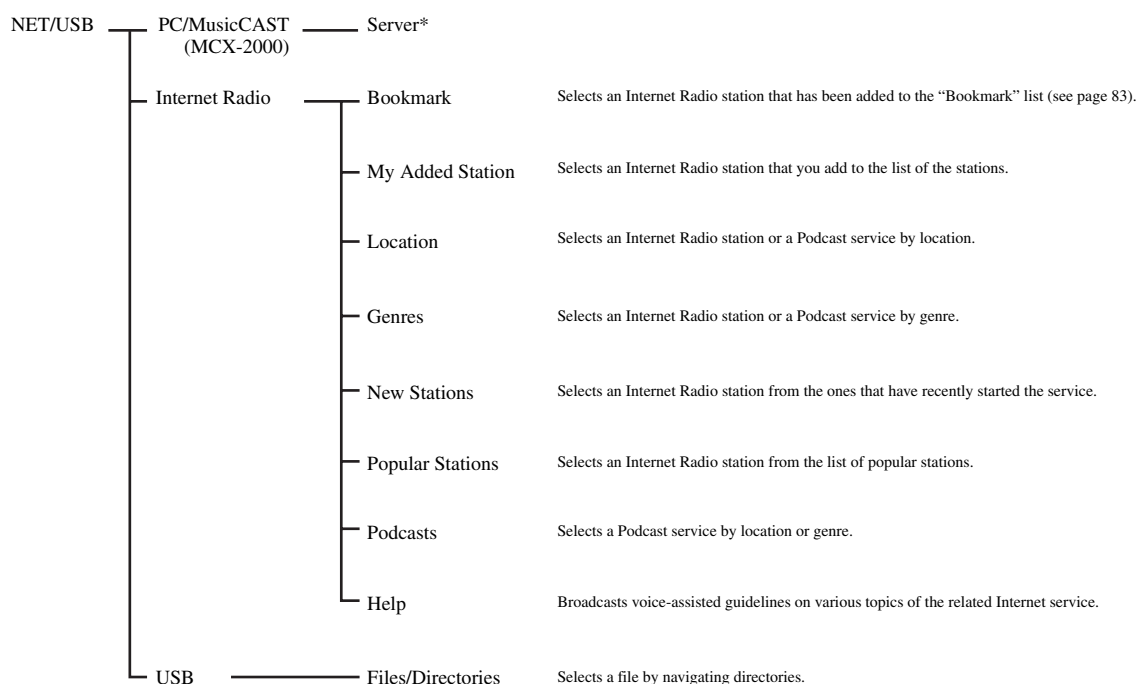 NET/USB PC/MusicCAST Server*
(MCX-2000)
Internet Radio Bookmark Selects an Internet Radio station that has been added to the “Bookmark” list (see page 83).
My Added Station Selects an Internet Radio station that you add to the list of the stations.
Location Selects an Internet Radio station or a Podcast service by location.
Genres Selects an Internet Radio station or a Podcast service by genre.
New Stations Selects an Internet Radio station from the ones that have recently started the service.
Popular Stations Selects an Internet Radio station from the list of popular stations.
Podcasts Selects a Podcast service by location or genre.
Help Broadcasts voice-assisted guidelines on various topics of the related Internet service.
USB Files/Directories Selects a file by navigating directories.